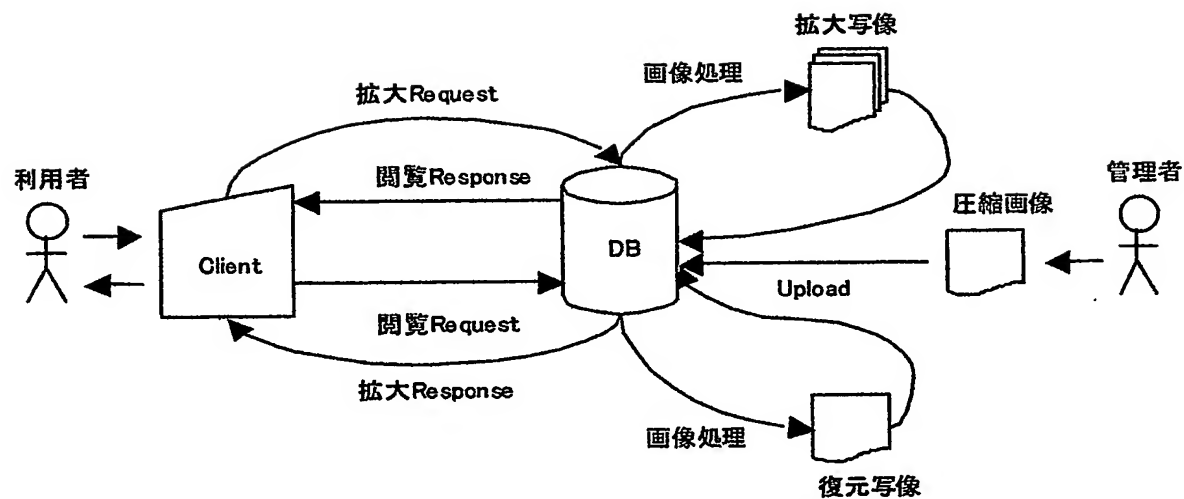 拡大写像
画像処理
拡大Request
利用者
閲覧Response
管理者
圧縮画像
DB
Client
Upload
閲覧Request
拡大Response
画像処理
復元写像